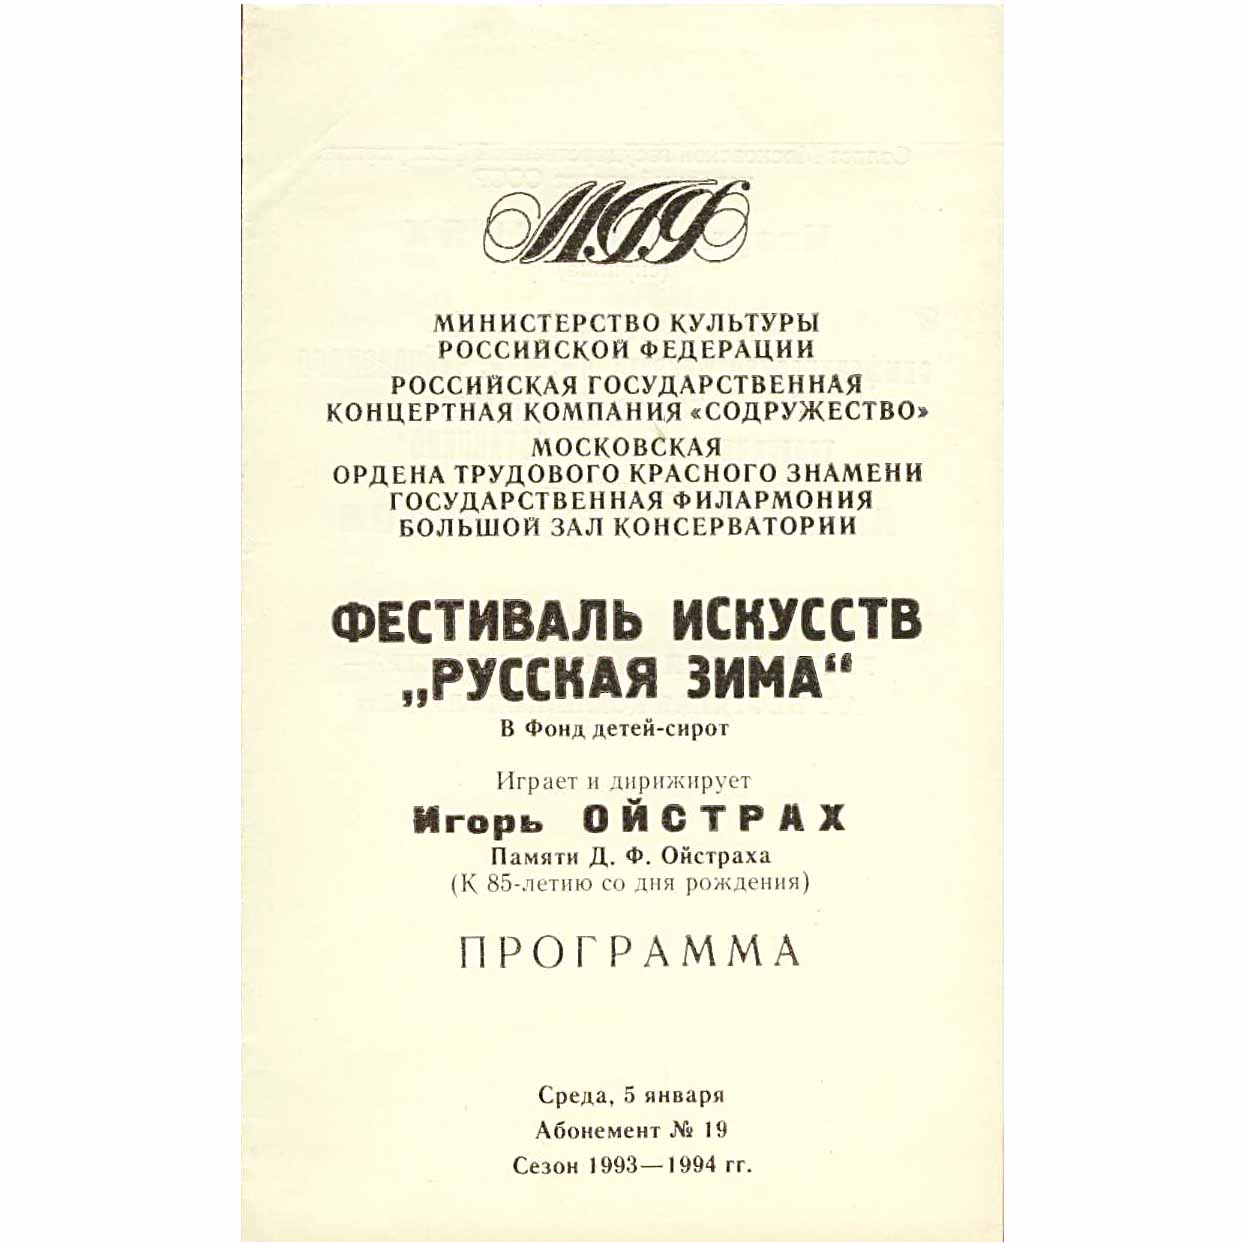 МГФ
МИНИСТЕРСТВО КУЛЬТУРЫ
РОССИЙСКОЙ ФЕДЕРАЦИИ
РОССИЙСКАЯ ГОСУДАРСТВЕННАЯ
КОНЦЕРТНАЯ КОМПАНИЯ «СОДРУЖЕСТВО»
МОСКОВСКАЯ
ОРДЕНА ТРУДОВОГО КРАСНОГО ЗНАМЕНИ
ГОСУДАРСТВЕННАЯ ФИЛАРМОНИЯ
БОЛЬШОЙ ЗАЛ КОНСЕРВАТОРИИ
ФЕСТИВАЛЬ ИСКУССТВ
„РУССКАЯ ЗИМА“
В Фонд детей-сирот
Играет и дирижирует
Игорь ОЙСТРАХ
Памяти Д. Ф. Ойстраха
(К 85-летию со дня рождения)
ПРОГРАММА
Среда, 5 января
Абонемент № 19
Сезон 1993—1994 гг.